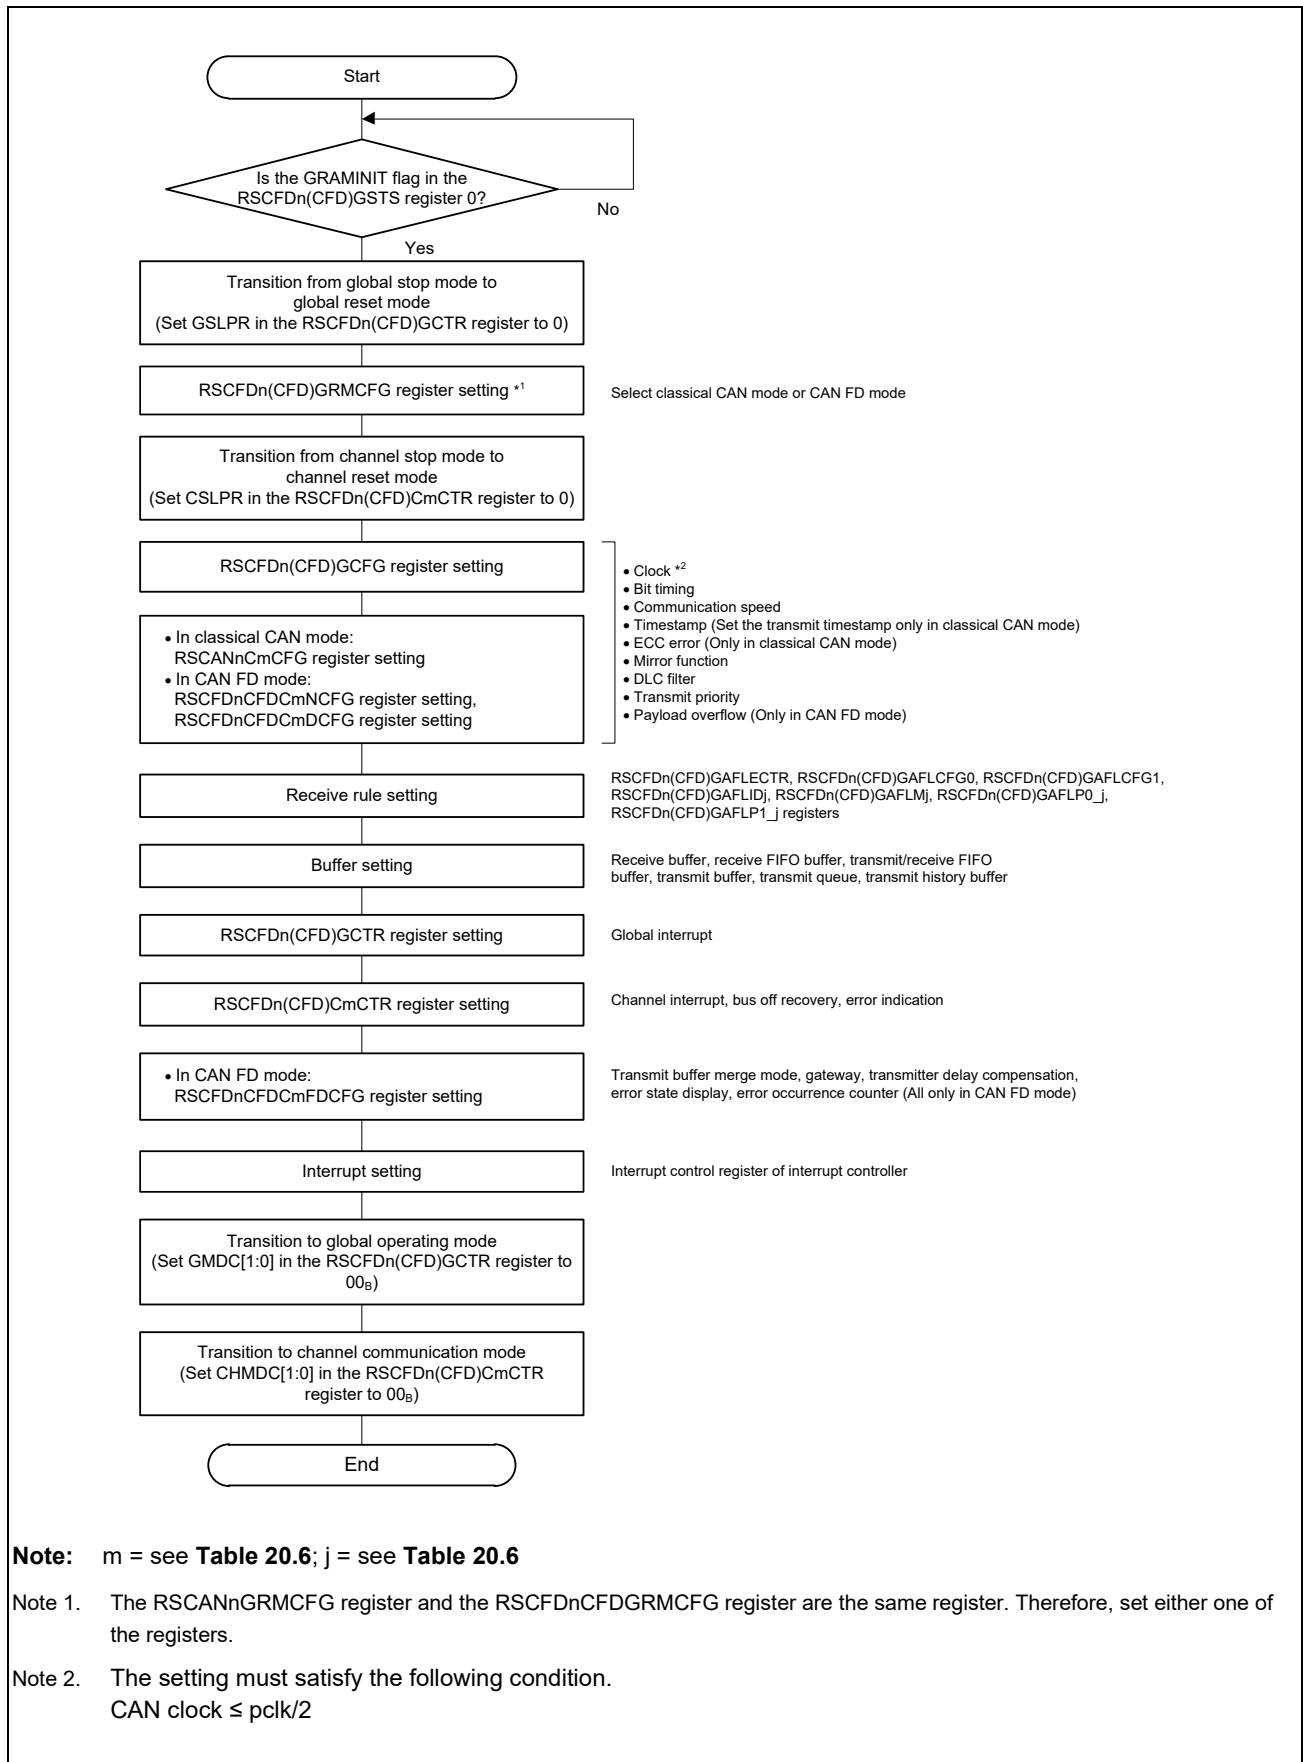 Start
Is the GRAMINIT flag in the
RSCFDn(CFD)GSTS register 0?
No
Yes
Transition from global stop mode to
global reset mode
(Set GSLPR in the RSCFDn(CFD)GCTR register to 0)
RSCFDn(CFD)GRMCFG register setting *1
Select classical CAN mode or CAN FD mode
Transition from channel stop mode to
channel reset mode
(Set CSLPR in the RSCFDn(CFD)CmCTR register to 0)
RSCFDn(CFD)GCFG register setting
• In classical CAN mode:
RSCANnCmCFG register setting
• In CAN FD mode:
RSCFDnCFDCmNCFG register setting,
RSCFDnCFDCmDCFG register setting
• Clock *2
• Bit timing
• Communication speed
• Timestamp (Set the transmit timestamp only in classical CAN mode)
• ECC error (Only in classical CAN mode)
• Mirror function
• DLC filter
• Transmit priority
• Payload overflow (Only in CAN FD mode)
Receive rule setting
RSCFDn(CFD)GAFLECTR, RSCFDn(CFD)GAFLCFG0, RSCFDn(CFD)GAFLCFG1,
RSCFDn(CFD)GAFLIDj, RSCFDn(CFD)GAFLMj, RSCFDn(CFD)GAFLP0_j,
RSCFDn(CFD)GAFLP1_j registers
Buffer setting
Receive buffer, receive FIFO buffer, transmit/receive FIFO
buffer, transmit buffer, transmit queue, transmit history buffer
RSCFDn(CFD)GCTR register setting
Global interrupt
RSCFDn(CFD)CmCTR register setting
Channel interrupt, bus off recovery, error indication
• In CAN FD mode:
RSCFDnCFDCmFDCFG register setting
Transmit buffer merge mode, gateway, transmitter delay compensation,
error state display, error occurrence counter (All only in CAN FD mode)
Interrupt setting
Interrupt control register of interrupt controller
Transition to global operating mode
(Set GMDC[1:0] in the RSCFDn(CFD)GCTR register to
00B)
Transition to channel communication mode
(Set CHMDC[1:0] in the RSCFDn(CFD)CmCTR
register to 00B)
End
Note: m = see Table 20.6; j = see Table 20.6
Note 1. The RSCANnGRMCFG register and the RSCFDnCFDGRMCFG register are the same register. Therefore, set either one of
the registers.
Note 2. The setting must satisfy the following condition.
CAN clock ≤ pclk/2